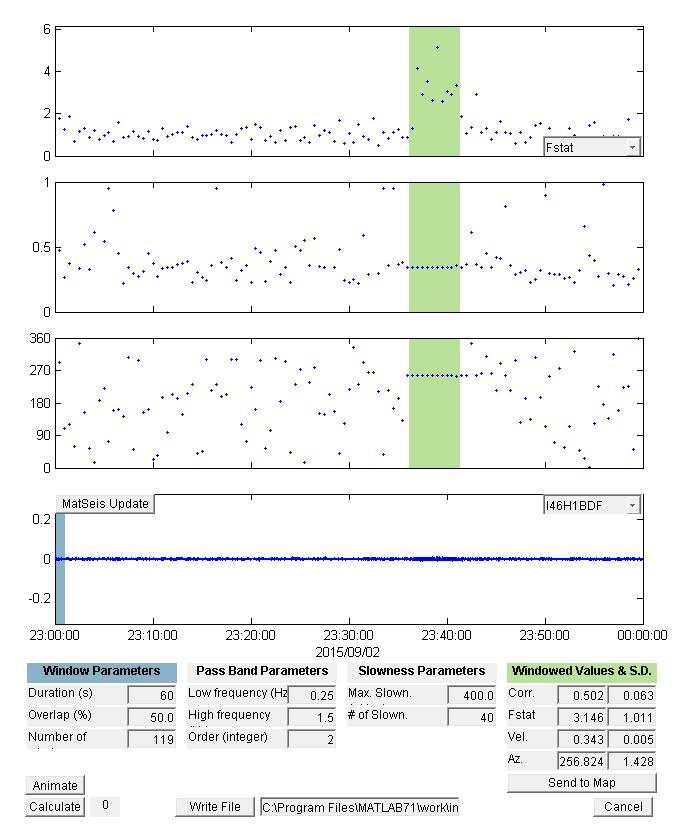 6
4
2
0
Fstat
1
0.5
0
360
270
180
90
0
MatSeis Update
I46H1BDF
0.2
0
-0.2
23:00:00 23:10:00 23:20:00 23:30:00 23:40:00 23:50:00 00:00:00
2015/09/02
Window Parameters Pass Band Parameters Slowness Parameters Windowed Values & S.D.
Duration (s) 60 Low frequency (Hz 0.25 Max. Slown. 400.0 Corr. 0.502 0.063
Overlap (%) 50.0 High frequency 1.5 # of Slown. 40 Fstat 3.146 1.011
Number of 119 Order (integer) 2 Vel. 0.343 0.005
Az. 256.824 1.428
Animate Send to Map
Calculate 0 Write File C:\Program Files\MATLAB71\work\in Cancel